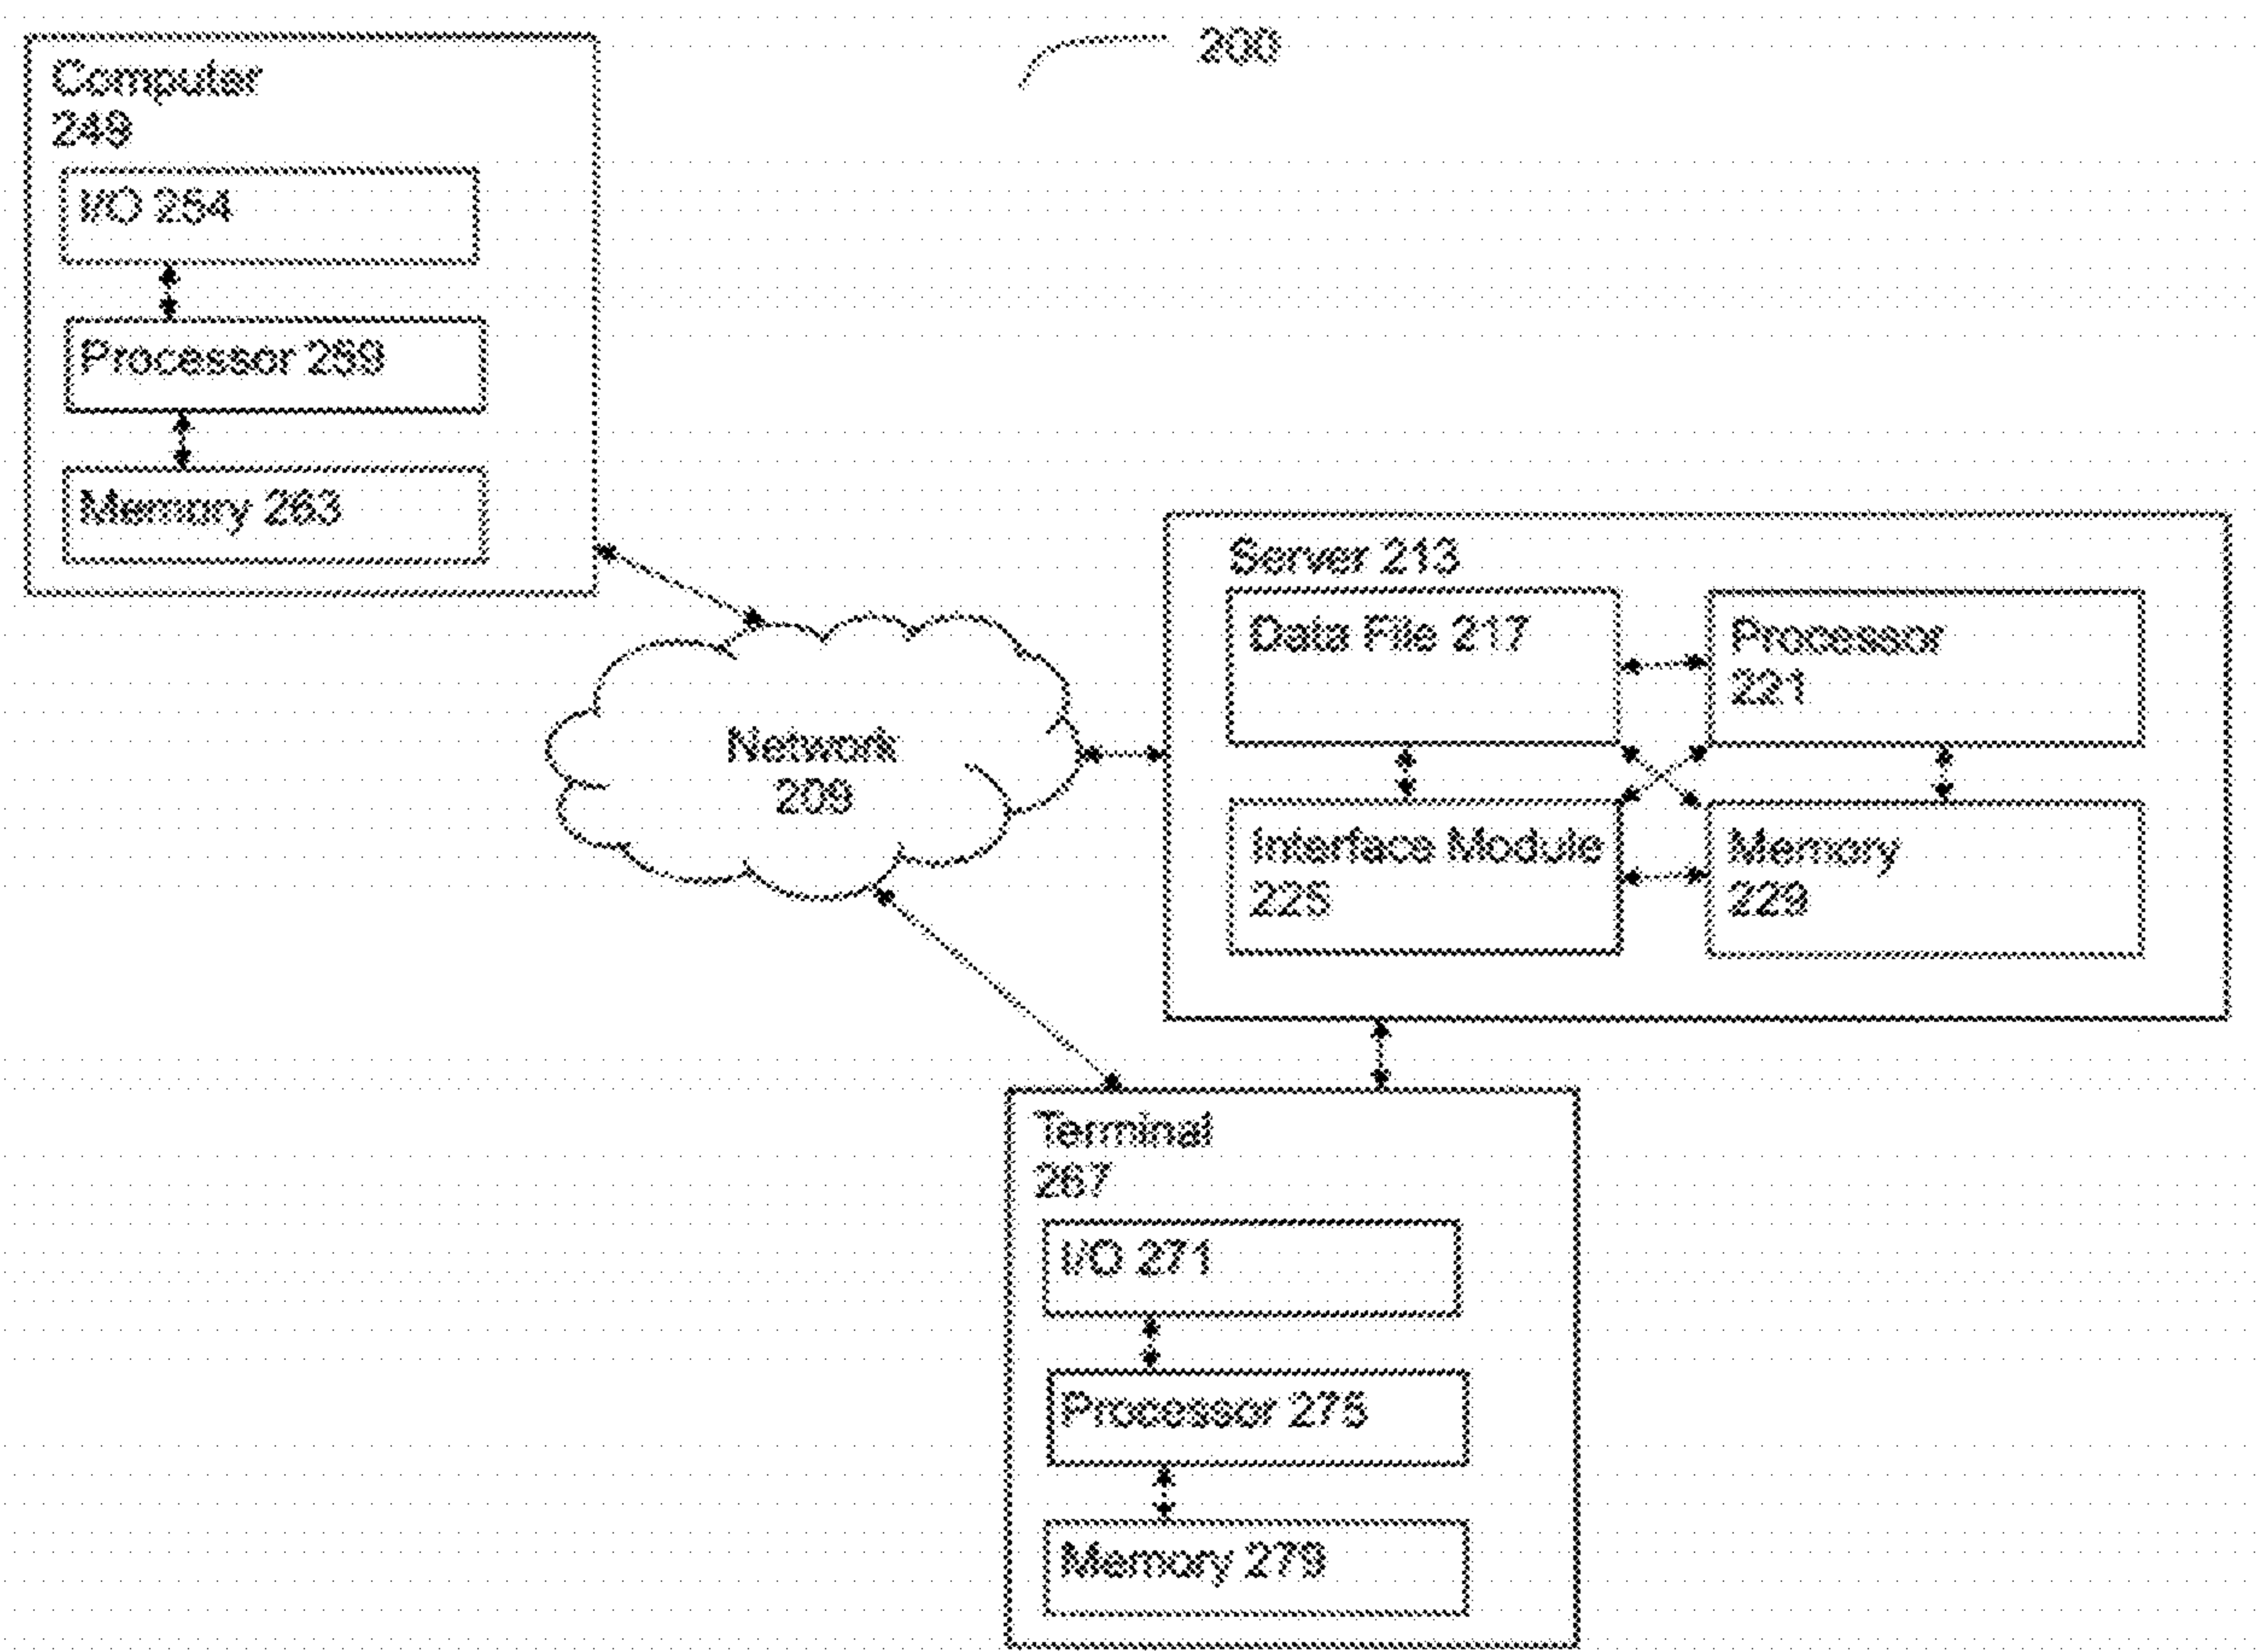 200
Computer
249
I/O 254
Processor 259
Memory 263
Network
209
Server 213
Data File 217
Processor
221
Interface Module
225
Memory
229
Terminal
267
I/O 271
Processor 275
Memory 279